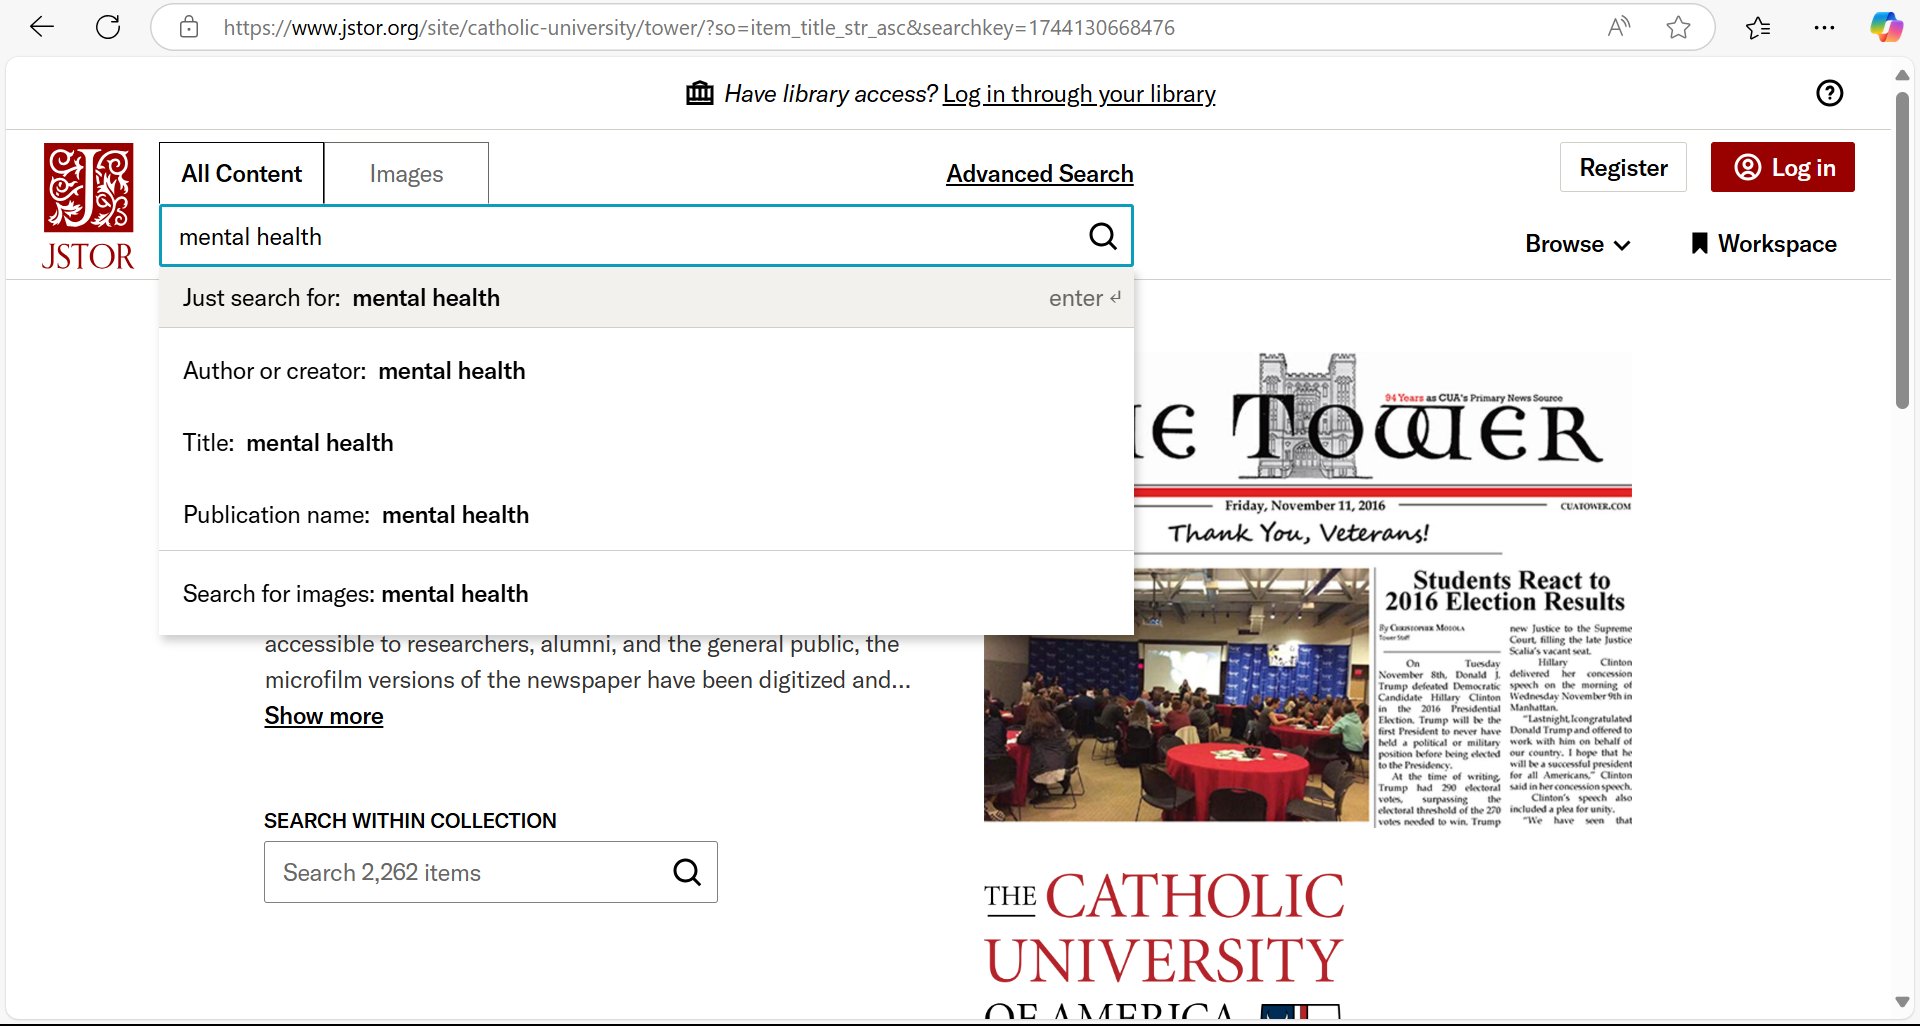 https://www.jstor.org/site/catholic-university/tower/?so=item_title_str_asc&searchkey=1744130668476
Have library access? Log in through your library
All Content
Images
Advanced Search
Register
Log in
JSTOR
mental health
Browse
Workspace
Just search for: mental health
enter
Author or creator: mental health
Title: mental health
Publication name: mental health
Search for images: mental health
accessible to researchers, alumni, and the general public, the
microfilm versions of the newspaper have been digitized and...
Show more
SEARCH WITHIN COLLECTION
Search 2,262 items
94 Years as CUA's Primary News Source
TOWER
Friday, November 11, 2016
CUATOWER.COM
Thank You, Veterans!
Students React to
2016 Election Results
By Christopher Motola
Tower Staff
On Tuesday
November 8th, Donald J.
Trump defeated Democratic
Candidate Hillary Clinton
in the 2016 Presidential
Election. Trump will be the
first President to never have
held a political or military
position before being elected
to the Presidency.
At the time of writing,
Trump had 290 electoral
votes, surpassing the
electoral threshold of the 270
votes needed to win. Trump
new Justice to the Supreme
Court, filling the late Justice
Scalia's vacant seat.
Hillary Clinton
delivered her concession
speech on the morning of
Wednesday November 9th in
Manhattan.
"Last night, I congratulated
Donald Trump and offered to
work with him on behalf of
our country. I hope that he
will be a successful president
for all Americans," Clinton
said in her concession speech.
Clinton's speech also
included a plea for unity.
"We have seen that
THE CATHOLIC
UNIVERSITY
OF AMERICA